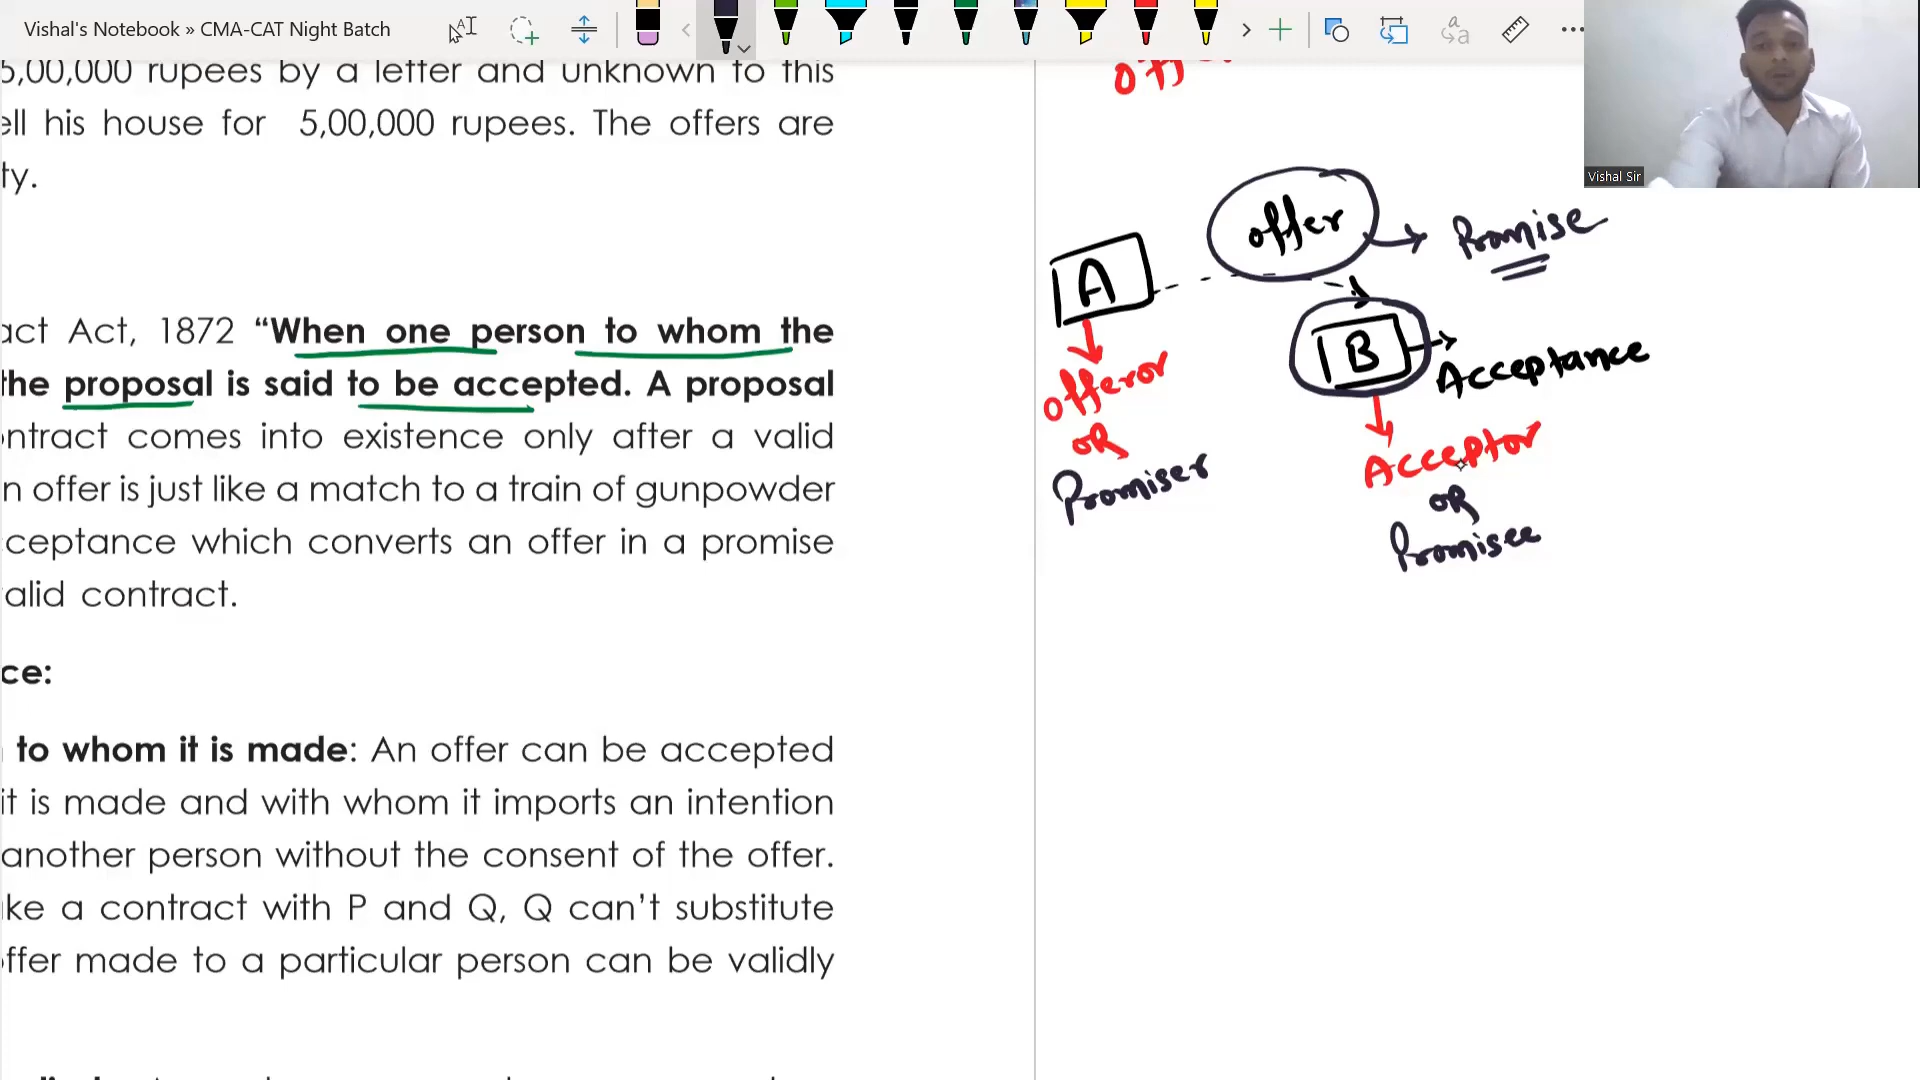 Vishal's Notebook » CMA-CAT Night Batch
5,00,000 rupees by a letter and unknown to this
ell his house for 5,00,000 rupees. The offers are
ty.
act Act, 1872 “When one person to whom the
the proposal is said to be accepted. A proposal
ontract comes into existence only after a valid
n offer is just like a match to a train of gunpowder
cceptance which converts an offer in a promise
alid contract.
ce:
to whom it is made: An offer can be accepted
it is made and with whom it imports an intention
another person without the consent of the offer.
ke a contract with P and Q, Q can’t substitute
offer made to a particular person can be validly
Vishal Sir
offer
Promise
A
B
Acceptance
offeror
OR
Promiser
Acceptor
OR
Promisee